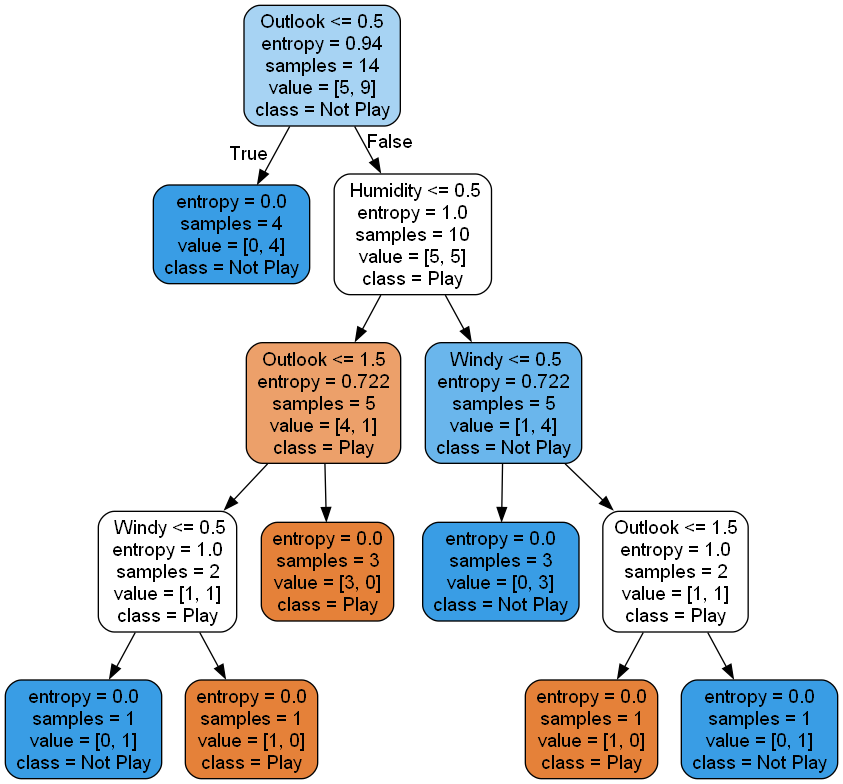 Outlook <= 0.5
entropy = 0.94
samples = 14
value = [5, 9]
class = Not Play
True
False
entropy = 0.0
samples = 4
value = [0, 4]
class = Not Play
Humidity <= 0.5
entropy = 1.0
samples = 10
value = [5, 5]
class = Play
Outlook <= 1.5
entropy = 0.722
samples = 5
value = [4, 1]
class = Play
Windy <= 0.5
entropy = 0.722
samples = 5
value = [1, 4]
class = Not Play
Windy <= 0.5
entropy = 1.0
samples = 2
value = [1, 1]
class = Play
entropy = 0.0
samples = 3
value = [3, 0]
class = Play
entropy = 0.0
samples = 3
value = [0, 3]
class = Not Play
Outlook <= 1.5
entropy = 1.0
samples = 2
value = [1, 1]
class = Play
entropy = 0.0
samples = 1
value = [0, 1]
class = Not Play
entropy = 0.0
samples = 1
value = [1, 0]
class = Play
entropy = 0.0
samples = 1
value = [1, 0]
class = Play
entropy = 0.0
samples = 1
value = [0, 1]
class = Not Play